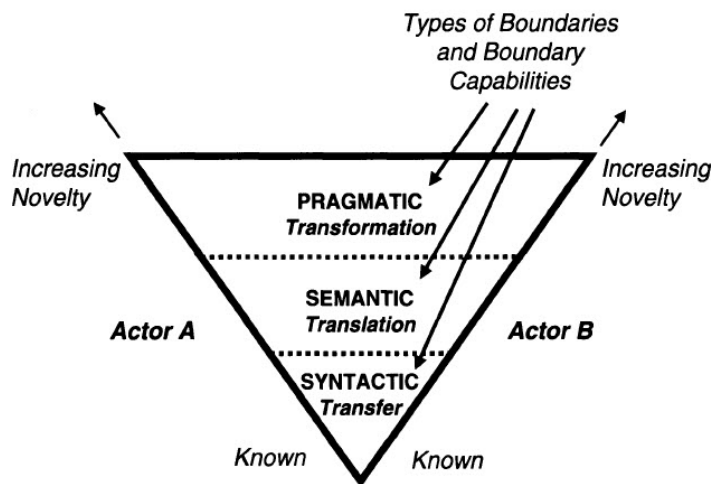 Types of Boundaries
and Boundary
Capabilities
Increasing
Novelty
Increasing
Novelty
PRAGMATIC
Transformation
SEMANTIC
Translation
Actor A
Actor B
SYNTACTIC
Transfer
Known
Known